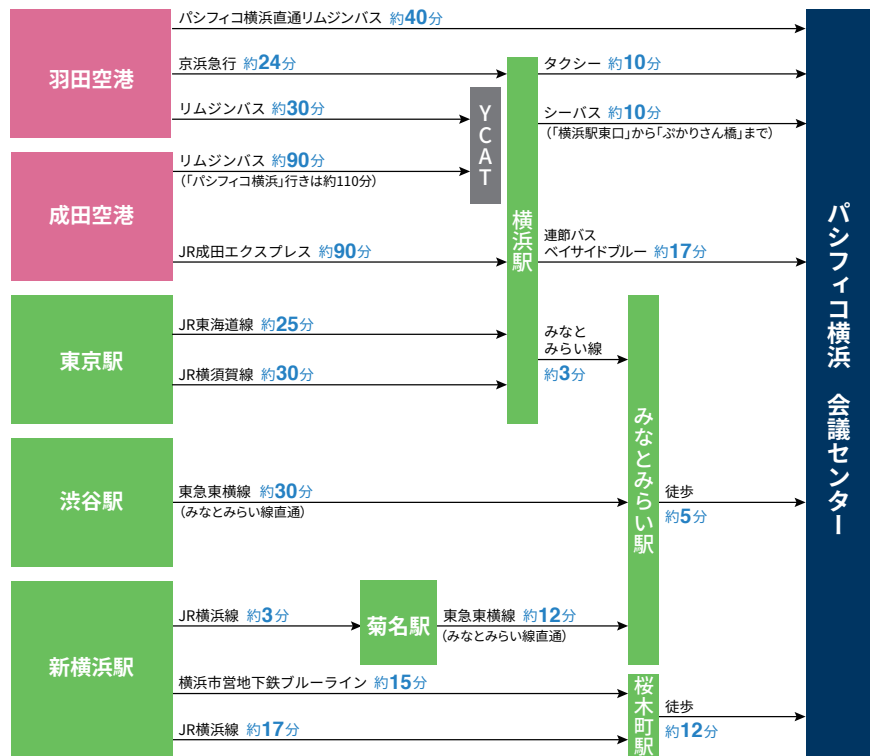 羽田空港
パシフィコ横浜直通リムジンバス 約40分
京浜急行 約24分
リムジンバス 約30分
成田空港
リムジンバス 約90分
(「パシフィコ横浜」行きは約110分)
JR成田エクスプレス 約90分
YCAT
横浜駅
タクシー 約10分
シーバス 約10分
(「横浜駅東口」から「ぷかりさん橋」まで)
連節バス
ベイサイドブルー 約17分
東京駅
JR東海道線 約25分
JR横須賀線 約30分
みなと
みらい線
約3分
渋谷駅
東急東横線 約30分
(みなとみらい線直通)
みなとみらい駅
徒歩
約5分
新横浜駅
JR横浜線 約3分
菊名駅
東急東横線 約12分
(みなとみらい線直通)
横浜市営地下鉄ブルーライン 約15分
JR横浜線 約17分
桜木町駅
徒歩
約12分
パシフィコ横浜 会議センター